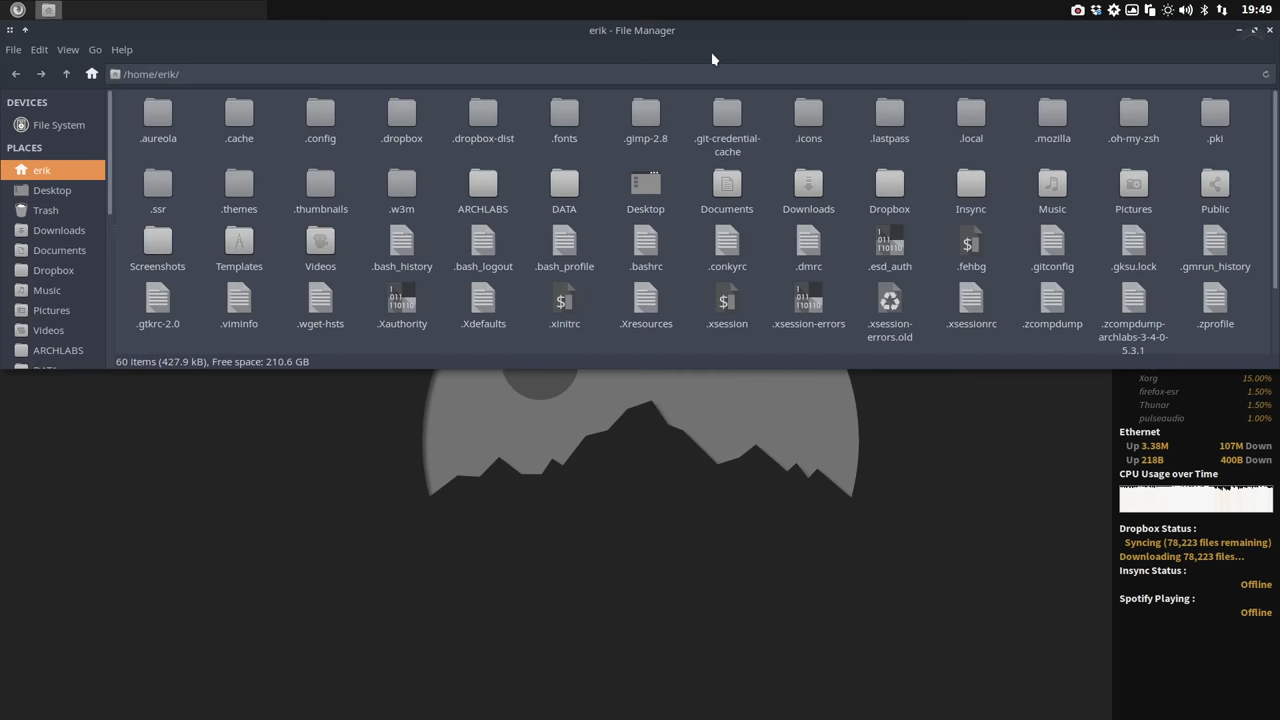 19:49
erik - File Manager
File Edit View Go Help
/home/erik/
DEVICES
File System
PLACES
erik
Desktop
Trash
Downloads
Documents
Dropbox
Music
Pictures
Videos
ARCHLABS
.aureola .cache .config .dropbox .dropbox-dist .fonts .gimp-2.8 .git-credential- .icons .lastpass .local .mozilla .oh-my-zsh .pki
cache
.ssr .themes .thumbnails .w3m ARCHLABS DATA Desktop Documents Downloads Dropbox Insync Music Pictures Public
Screenshots Templates Videos .bash_history .bash_logout .bash_profile .bashrc .conkyrc .dmrc .esd_auth .fehbg .gitconfig .gksu.lock .gmrun_history
.gtkrc-2.0 .viminfo .wget-hsts .Xauthority .Xdefaults .xinitrc .Xresources .xsession .xsession-errors .xsession- .xsessionrc .zcompdump .zcompdump- .zprofile
errors.old archlabs-3-4-0-
5.3.1
60 items (427.9 kB), Free space: 210.6 GB
Xorg 15.00%
firefox-esr 1.50%
Thunar 1.50%
pulseaudio 1.00%
Ethernet
Up 3.38M 107M Down
Up 218B 400B Down
CPU Usage over Time
Dropbox Status :
Syncing (78,223 files remaining)
Downloading 78,223 files...
Insync Status :
Offline
Spotify Playing :
Offline